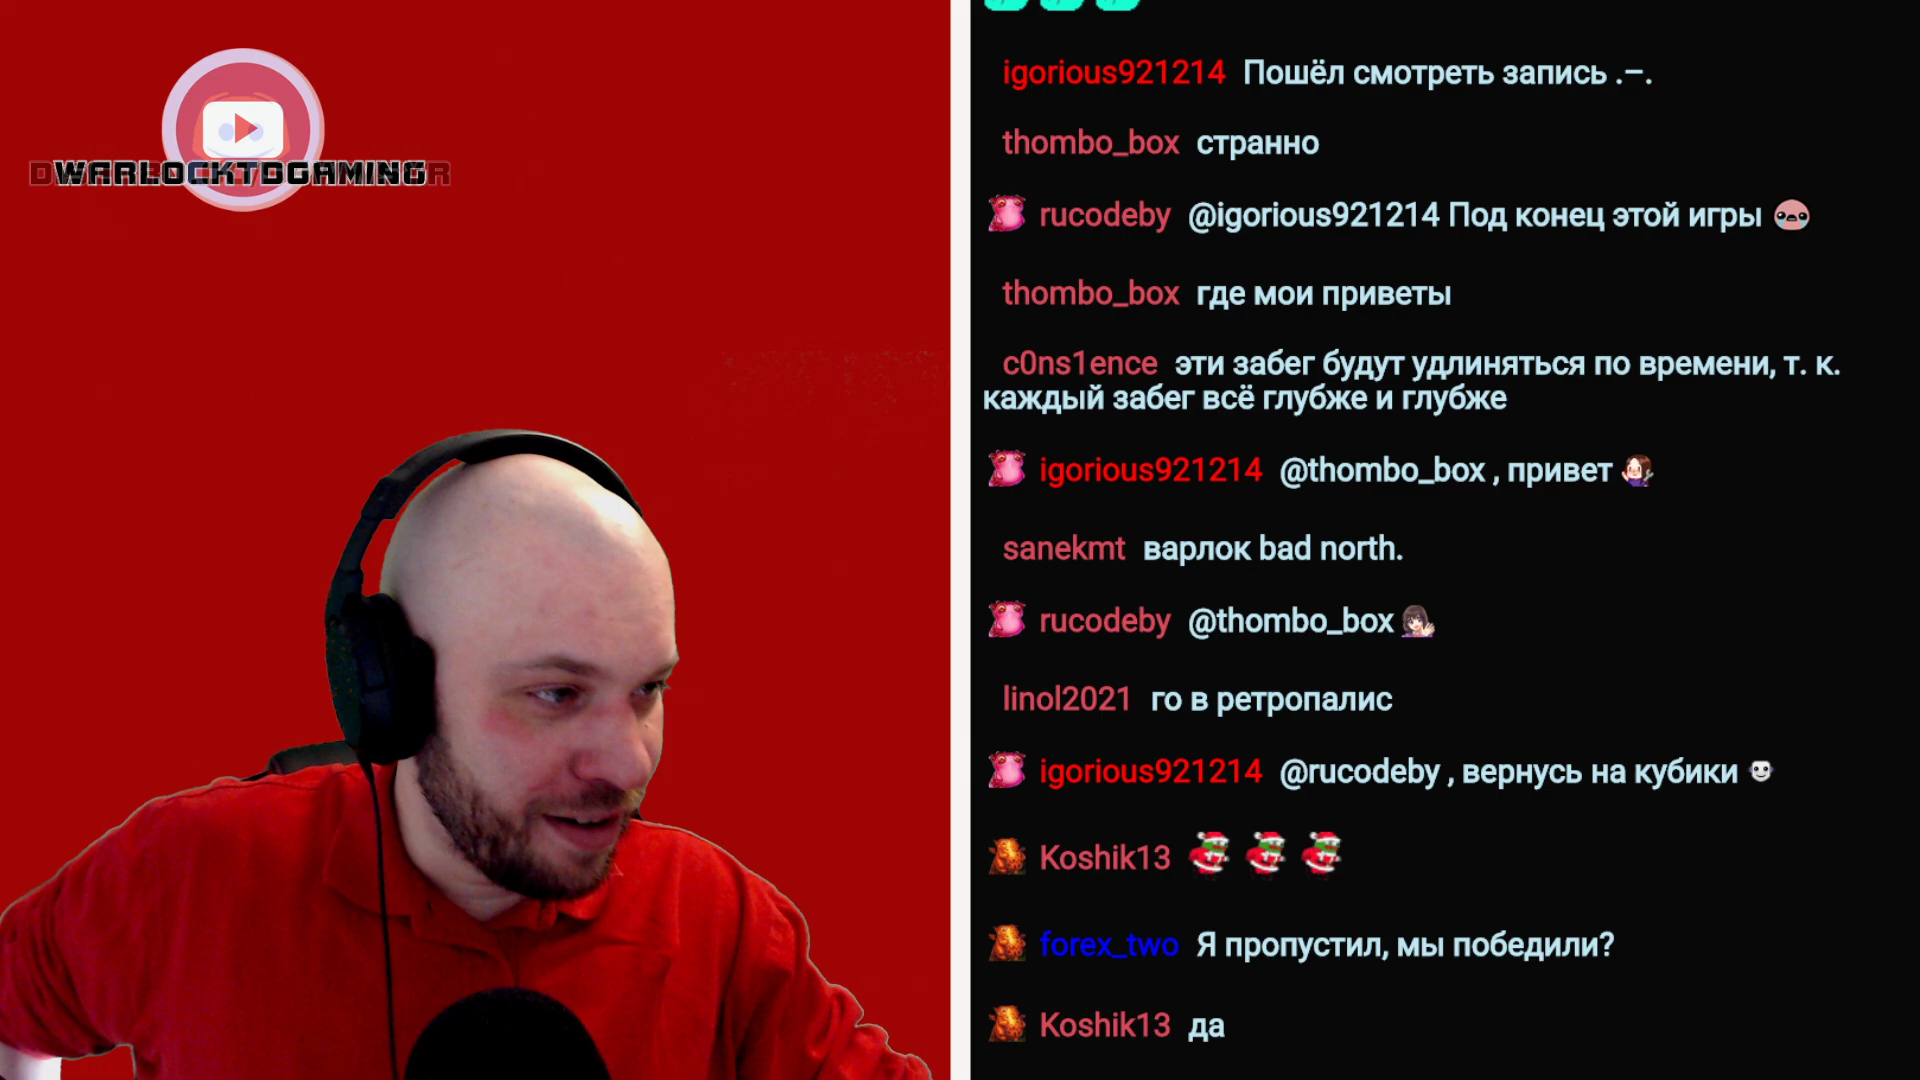 WARLOCKTDGAMING
igorious921214 Пошёл смотреть запись .–.
thombo_box странно
rucodeby @igorious921214 Под конец этой игры
thombo_box где мои приветы
c0ns1ence эти забег будут удлиняться по времени, т. к.
каждый забег всё глубже и глубже
igorious921214 @thombo_box , привет
sanekmt варлок bad north.
rucodeby @thombo_box
linol2021 го в ретропалис
igorious921214 @rucodeby , вернусь на кубики
Koshik13
forex_two Я пропустил, мы победили?
Koshik13 да